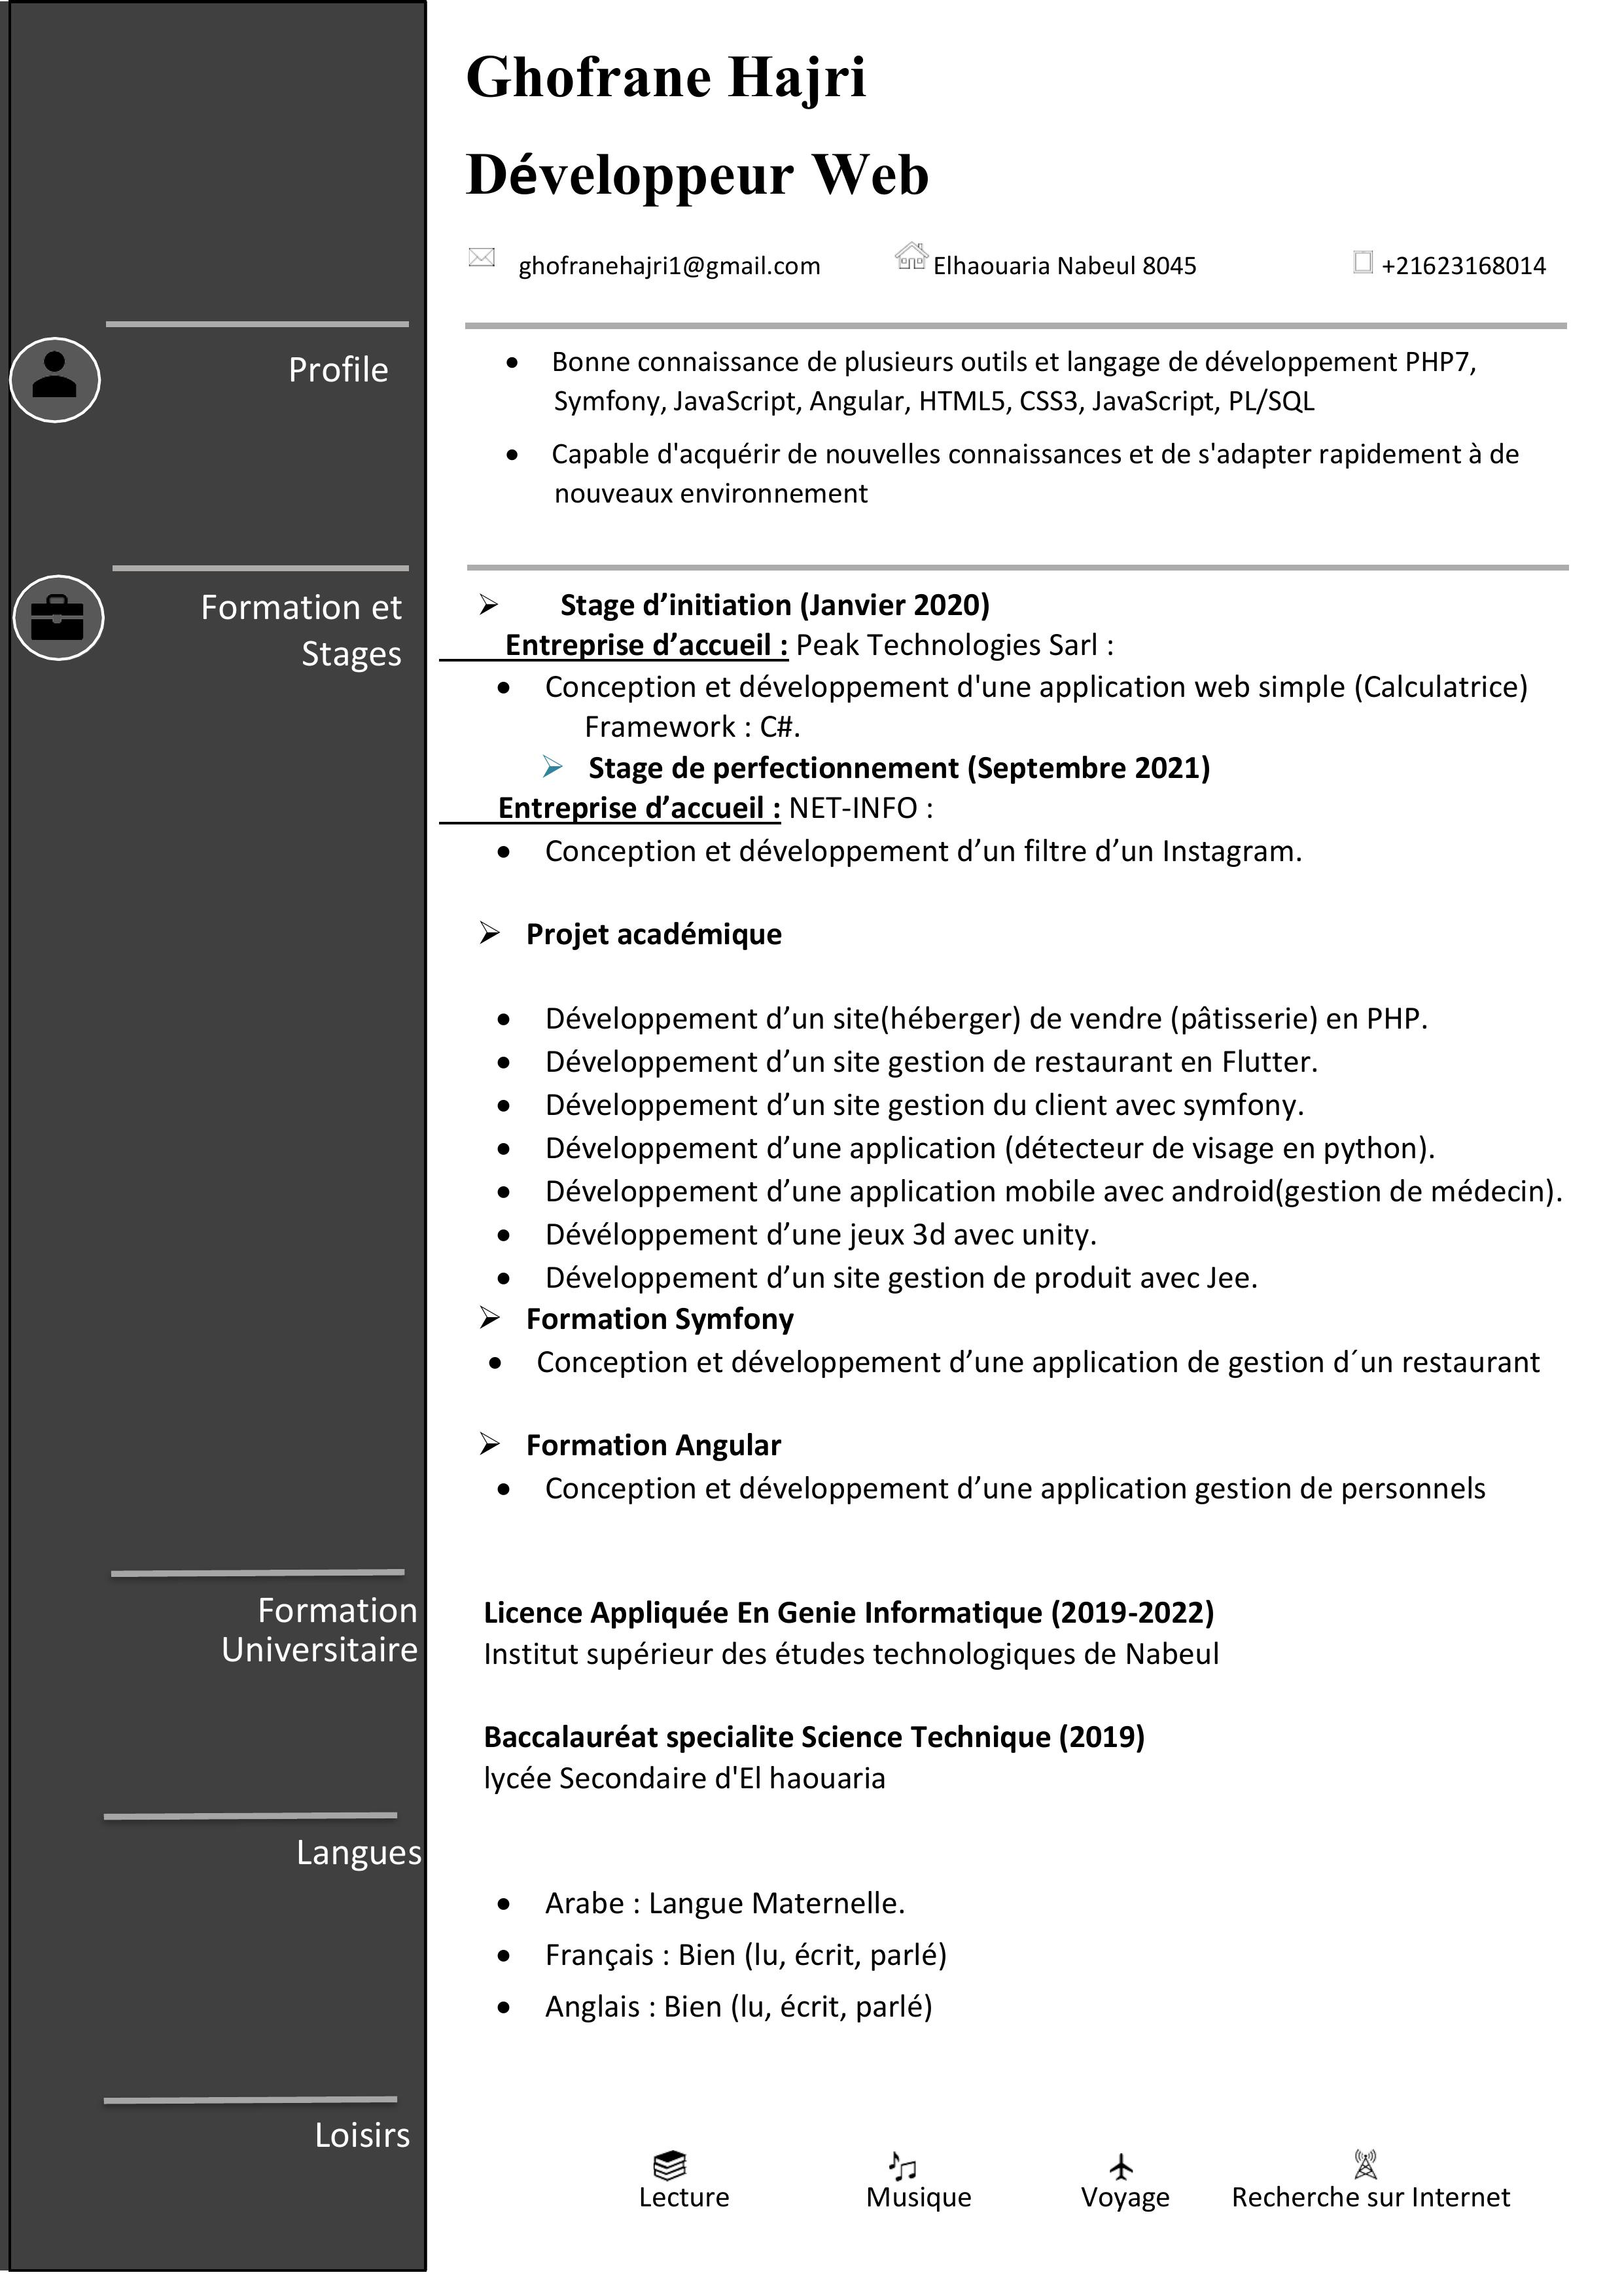 Ghofrane Hajri
Développeur Web
ghofranehajri1@gmail.com Elhaouaria Nabeul 8045 +21623168014
Profile
Bonne connaissance de plusieurs outils et langage de développement PHP7,
Symfony, JavaScript, Angular, HTML5, CSS3, JavaScript, PL/SQL
Capable d'acquérir de nouvelles connaissances et de s'adapter rapidement à de
nouveaux environnement
Formation et
Stages
Stage d’initiation (Janvier 2020)
Entreprise d’accueil : Peak Technologies Sarl :
Conception et développement d'une application web simple (Calculatrice)
Framework : C#.
Stage de perfectionnement (Septembre 2021)
Entreprise d’accueil : NET-INFO :
Conception et développement d’un filtre d’un Instagram.
Projet académique
Développement d’un site(héberger) de vendre (pâtisserie) en PHP.
Développement d’un site gestion de restaurant en Flutter.
Développement d’un site gestion du client avec symfony.
Développement d’une application (détecteur de visage en python).
Développement d’une application mobile avec android(gestion de médecin).
Dévéloppement d’une jeux 3d avec unity.
Développement d’un site gestion de produit avec Jee.
Formation Symfony
Conception et développement d’une application de gestion d´un restaurant
Formation Angular
Conception et développement d’une application gestion de personnels
Formation
Universitaire
Licence Appliquée En Genie Informatique (2019-2022)
Institut supérieur des études technologiques de Nabeul
Baccalauréat specialite Science Technique (2019)
lycée Secondaire d'El haouaria
Langues
Arabe : Langue Maternelle.
Français : Bien (lu, écrit, parlé)
Anglais : Bien (lu, écrit, parlé)
Loisirs
Lecture Musique Voyage Recherche sur Internet